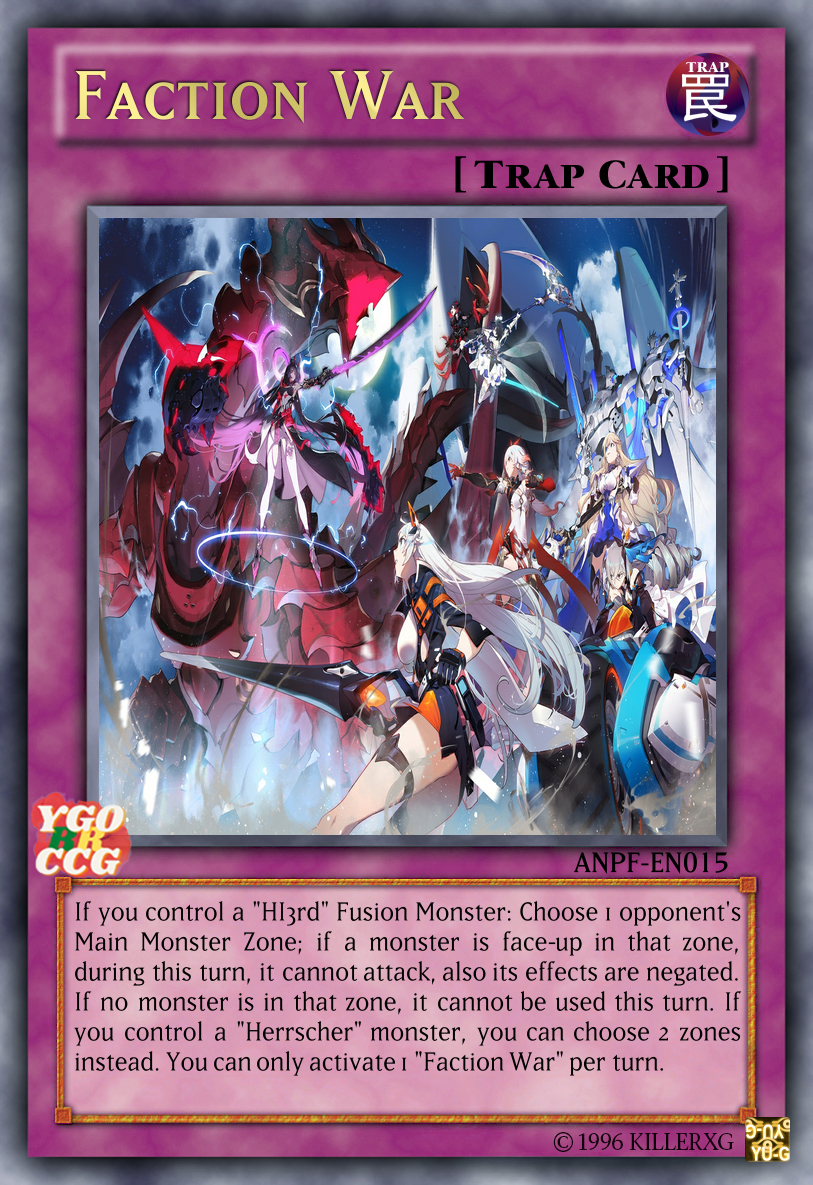 Faction War
TRAP
罠
[Trap Card]
YGO
RR
CCG
ANPF-EN015
If you control a "HI3rd" Fusion Monster: Choose 1 opponent's
Main Monster Zone; if a monster is face-up in that zone,
during this turn, it cannot attack, also its effects are negated.
If no monster is in that zone, it cannot be used this turn. If
you control a "Herrscher" monster, you can choose 2 zones
instead. You can only activate 1 "Faction War" per turn.
© 1996 KILLERXG